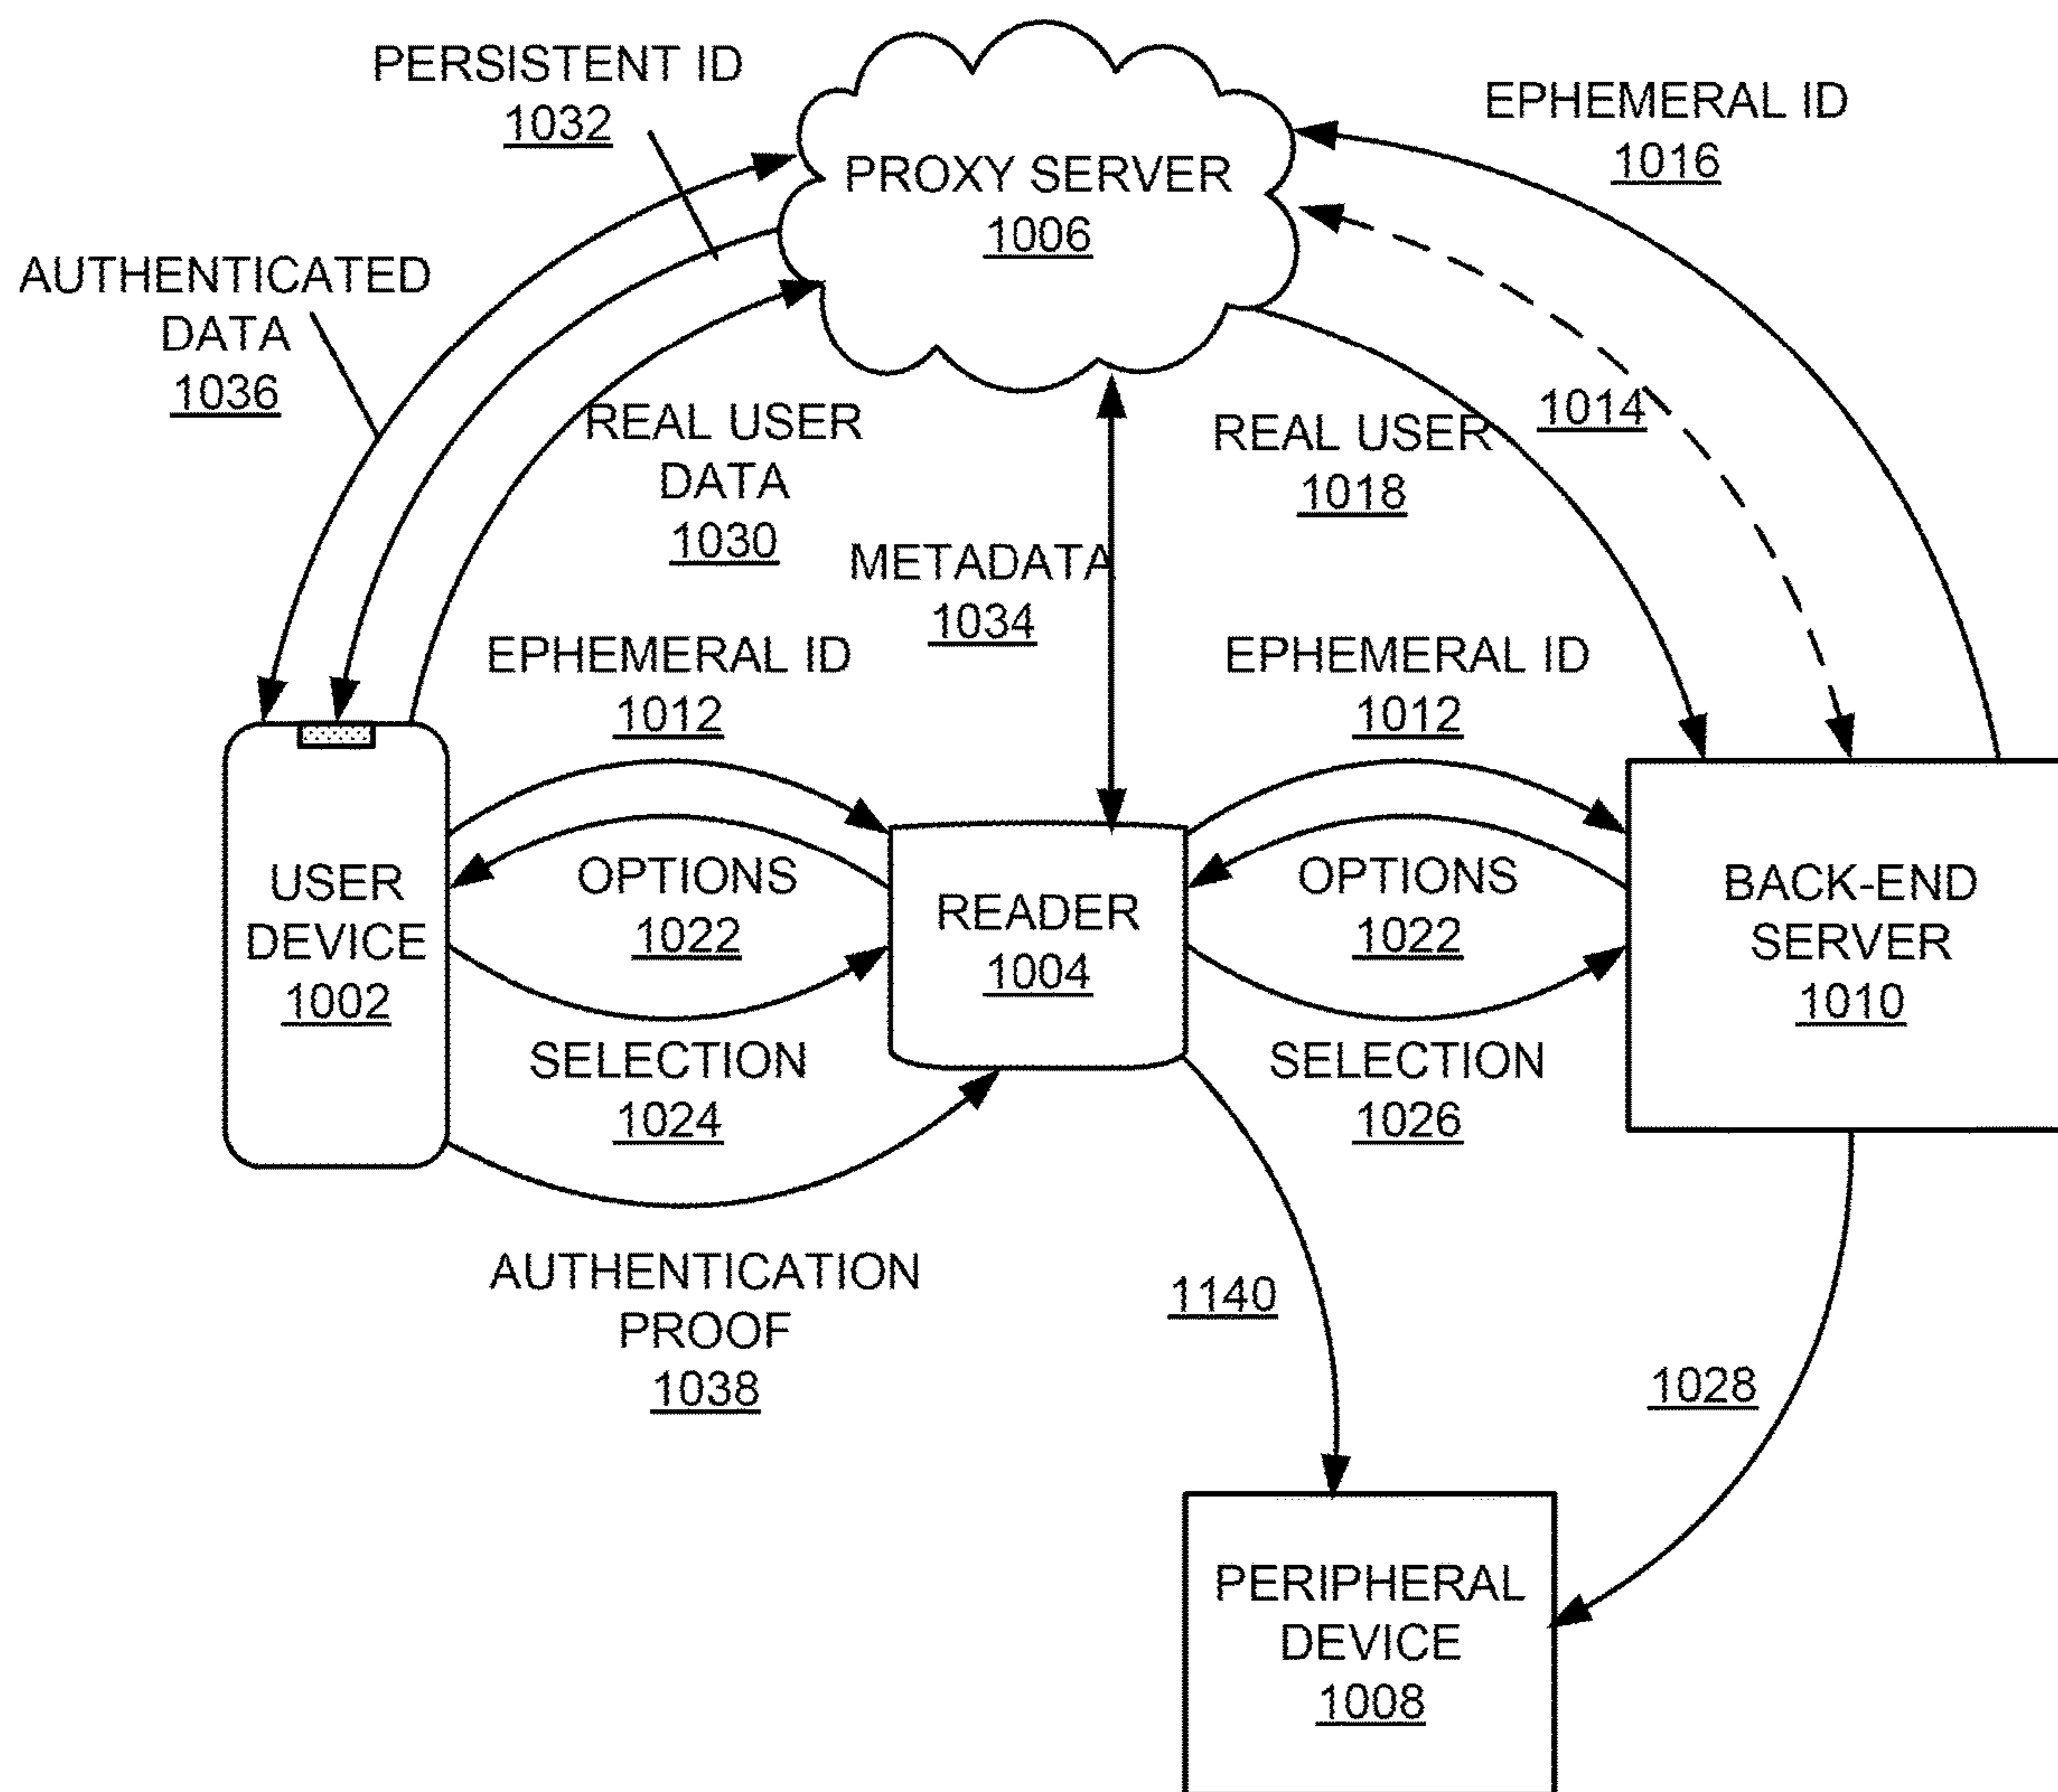 PERSISTENT ID
1032
EPHEMERAL ID
1016
PROXY SERVER
1006
AUTHENTICATED
DATA
1036
REAL USER
DATA
1030
REAL USER
1018
1014
METADATA
1034
EPHEMERAL ID
1012
EPHEMERAL ID
1012
USER
DEVICE
1002
OPTIONS
1022
READER
1004
OPTIONS
1022
BACK-END
SERVER
1010
SELECTION
1024
SELECTION
1026
AUTHENTICATION
PROOF
1038
1140
1028
PERIPHERAL
DEVICE
1008